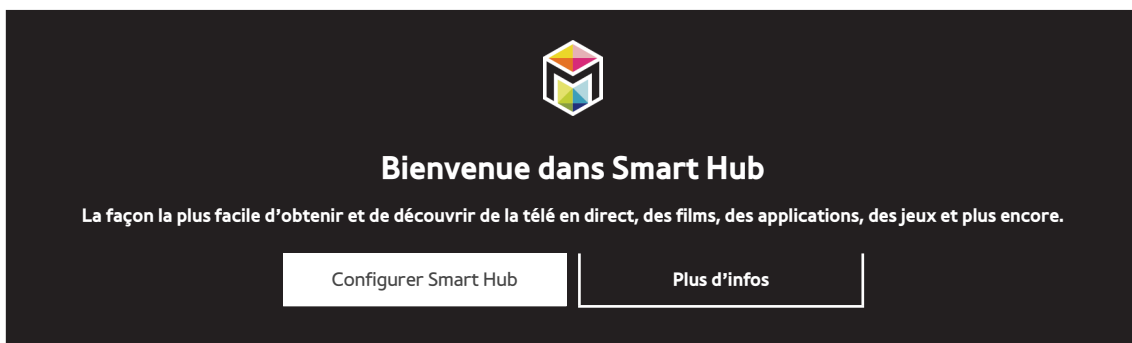 Bienvenue dans Smart Hub
La façon la plus facile d’obtenir et de découvrir de la télé en direct, des films, des applications, des jeux et plus encore.
Configurer Smart Hub
Plus d’infos